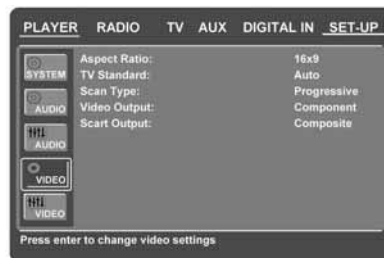 PLAYER RADIO TV AUX DIGITAL IN SET-UP
SYSTEM
AUDIO
AUDIO
VIDEO
VIDEO
Aspect Ratio: 16x9
TV Standard: Auto
Scan Type: Progressive
Video Output: Component
Scart Output: Composite
Press enter to change video settings